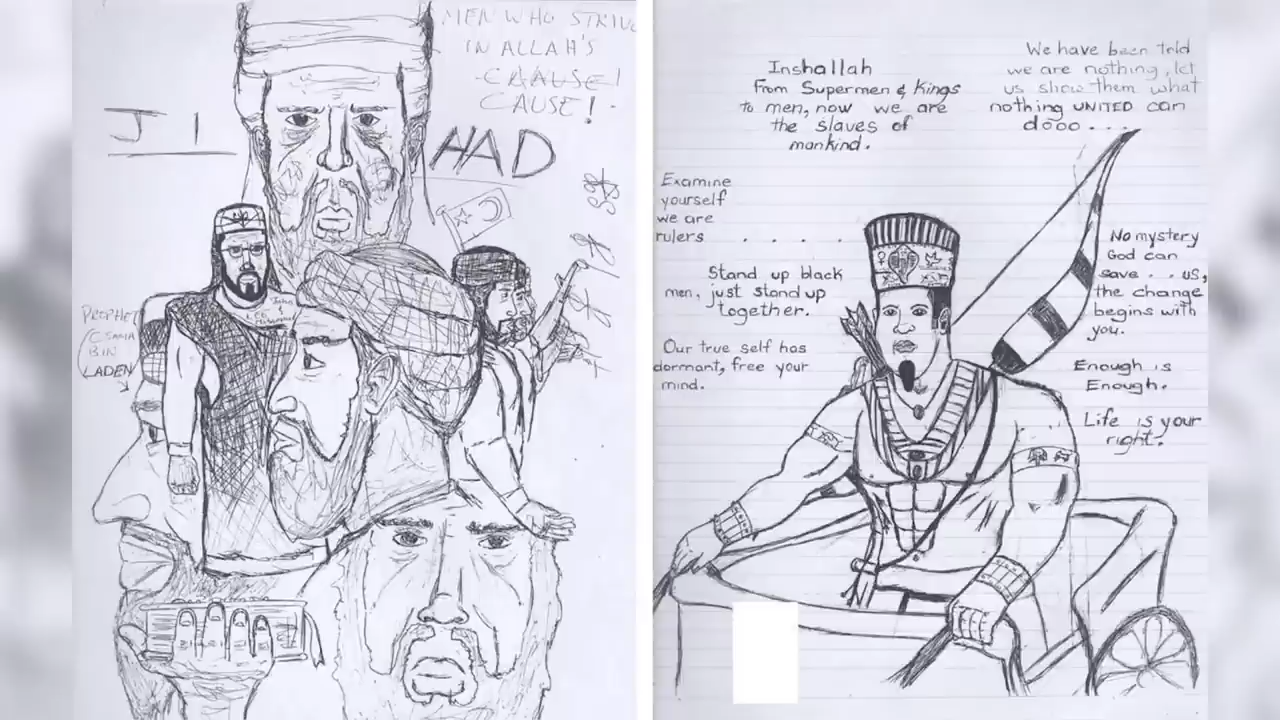 MEN WHO STRIV
IN ALLAH'S
CAUSE!
CAUSE!
J I HAD
PROPHET
(OSAMA
BIN
LADEN
Inshallah
From Supermen & Kings
to men, now we are
the slaves of
mankind.
We have been told
we are nothing, let
us show them what
nothing UNITED can
dooo ....
Examine
yourself
we are
rulers . . . . .
Stand up black
men, just stand up
together.
Our true self has
dormant, free your
mind.
No mystery
God can
save . . us,
the change
begins with
you.
Enough is
Enough.
Life is your
right.